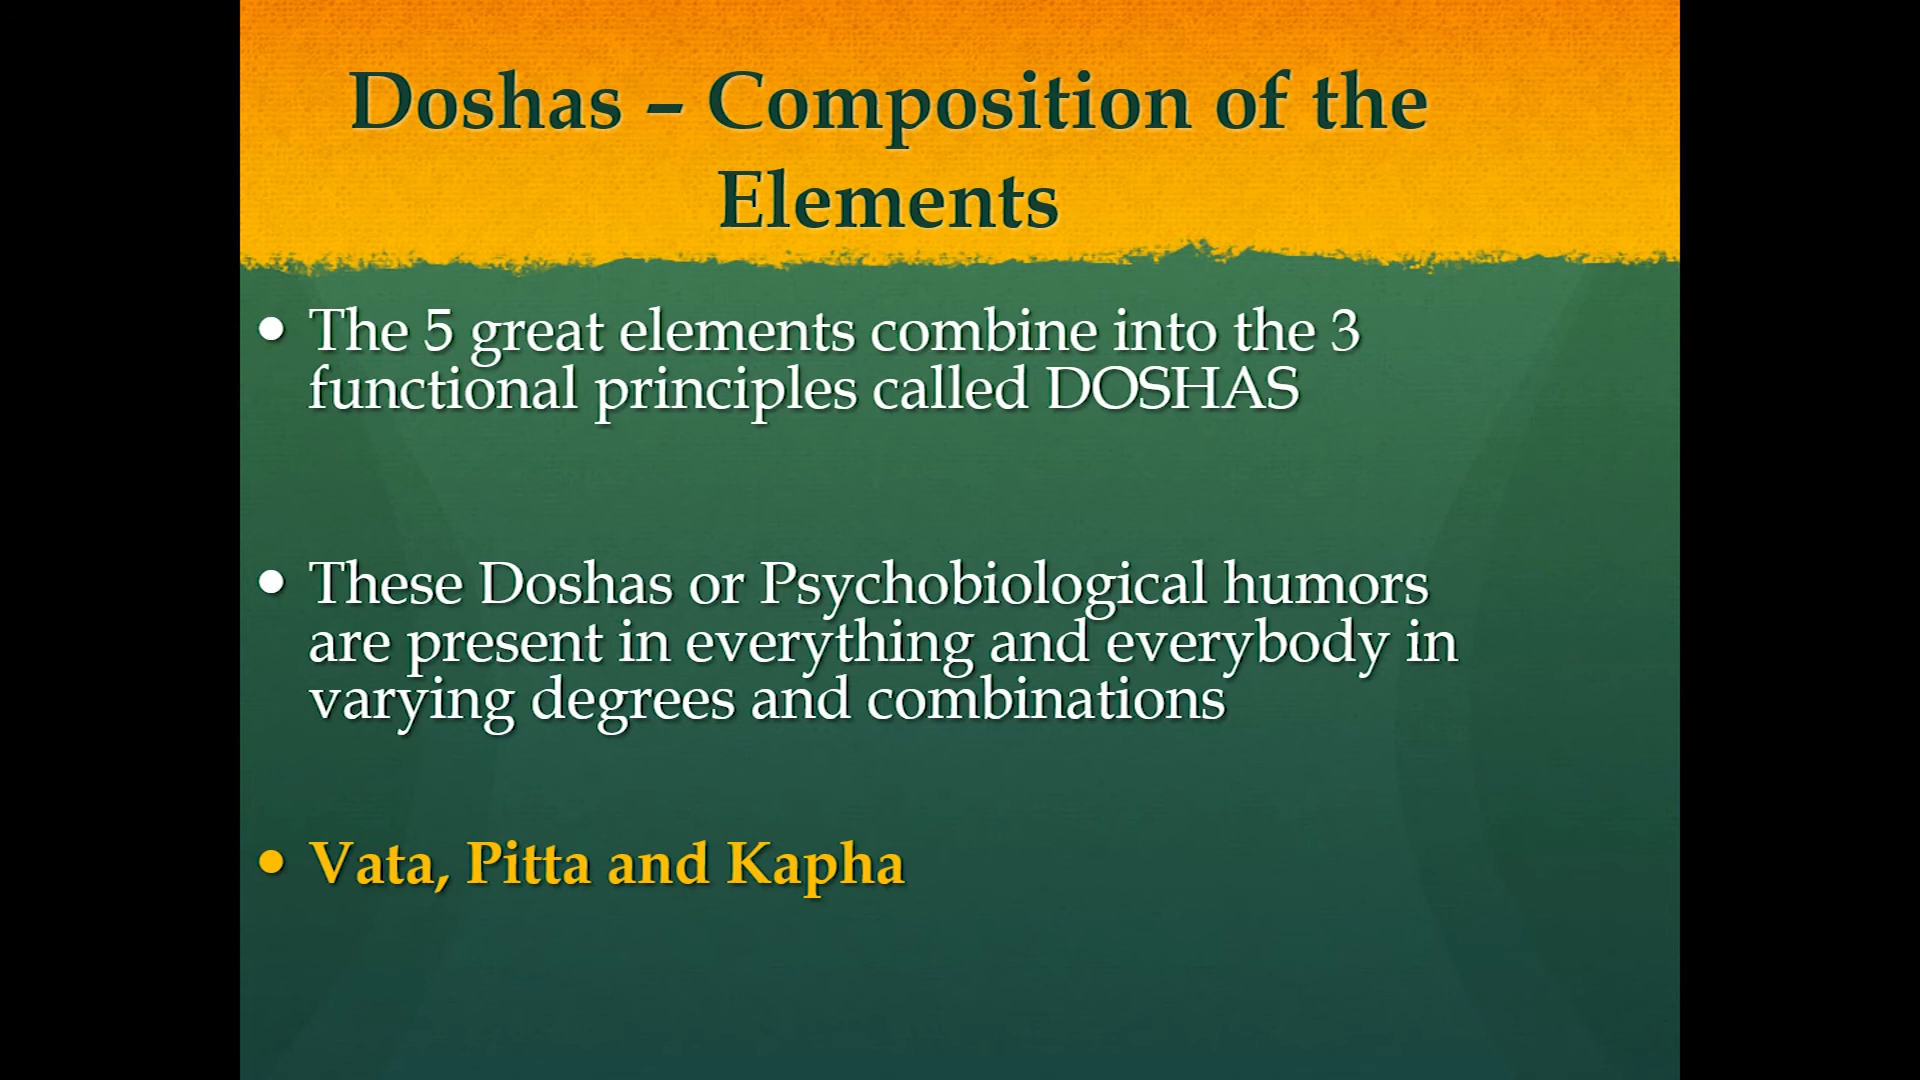 Doshas – Composition of the
Elements
• The 5 great elements combine into the 3
functional principles called DOSHAS
• These Doshas or Psychobiological humors
are present in everything and everybody in
varying degrees and combinations
• Vata, Pitta and Kapha